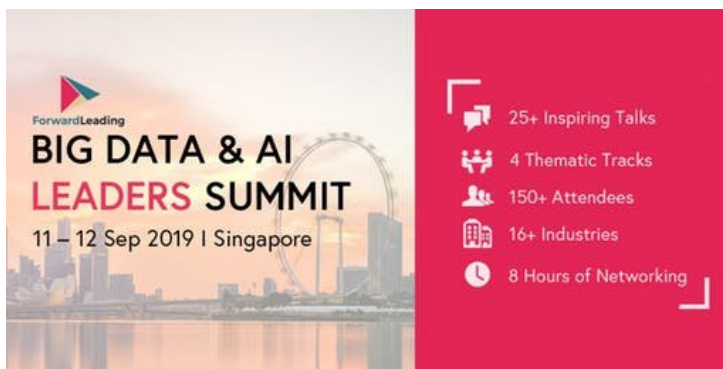 ForwardLeading
BIG DATA & AI
LEADERS SUMMIT
11 – 12 Sep 2019 I Singapore
25+ Inspiring Talks
4 Thematic Tracks
150+ Attendees
16+ Industries
8 Hours of Networking